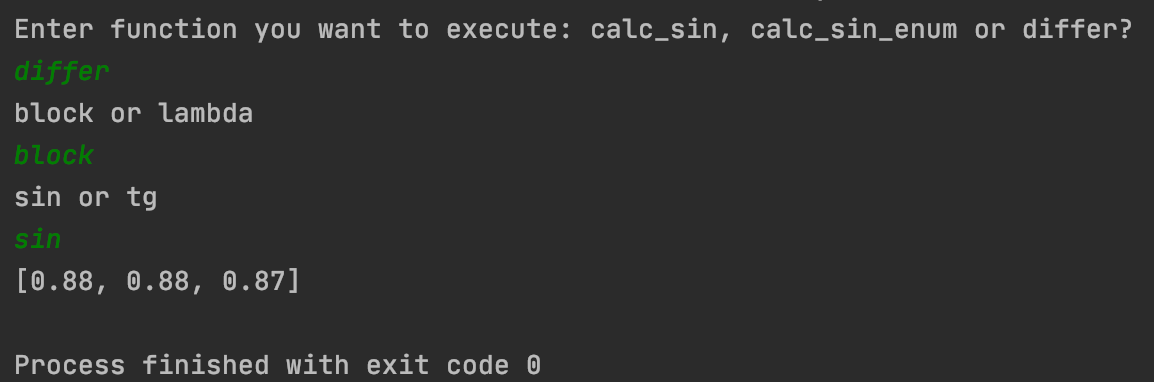 Enter function you want to execute: calc_sin, calc_sin_enum or differ?
differ
block or lambda
block
sin or tg
sin
[0.88, 0.88, 0.87]
Process finished with exit code 0